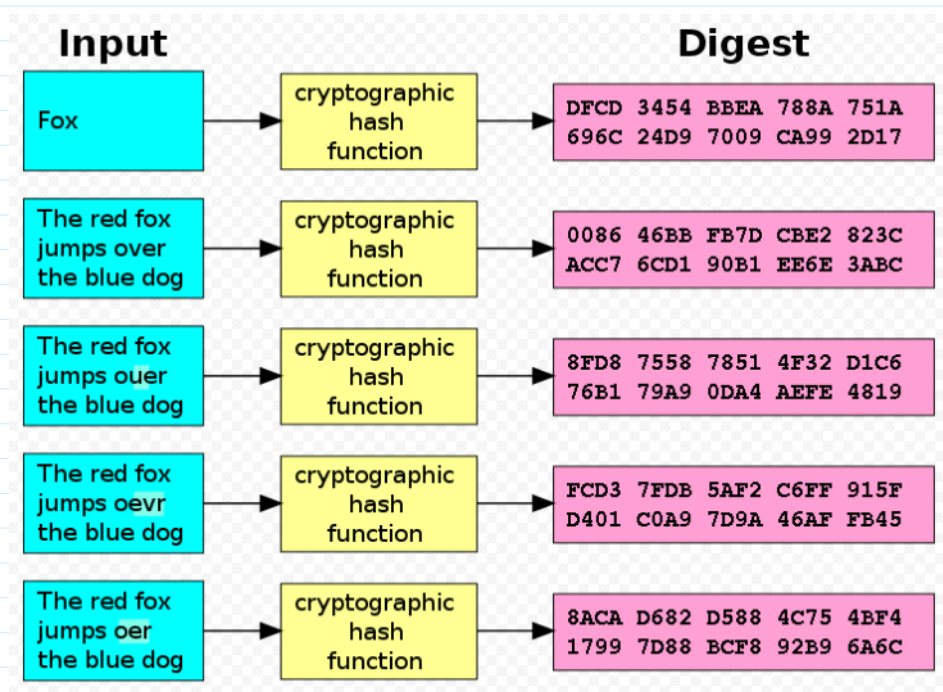 Input
Digest
Fox
cryptographic
hash
function
DFCD 3454 BBEA 788A 751A
696C 24D9 7009 CA99 2D17
The red fox
jumps over
the blue dog
cryptographic
hash
function
0086 46BB FB7D CBE2 823C
ACC7 6CD1 90B1 EE6E 3ABC
The red fox
jumps ouer
the blue dog
cryptographic
hash
function
8FD8 7558 7851 4F32 D1C6
76B1 79A9 0DA4 AEFE 4819
The red fox
jumps oevr
the blue dog
cryptographic
hash
function
FCD3 7FDB 5AF2 C6FF 915F
D401 C0A9 7D9A 46AF FB45
The red fox
jumps oer
the blue dog
cryptographic
hash
function
8ACA D682 D588 4C75 4BF4
1799 7D88 BCF8 92B9 6A6C